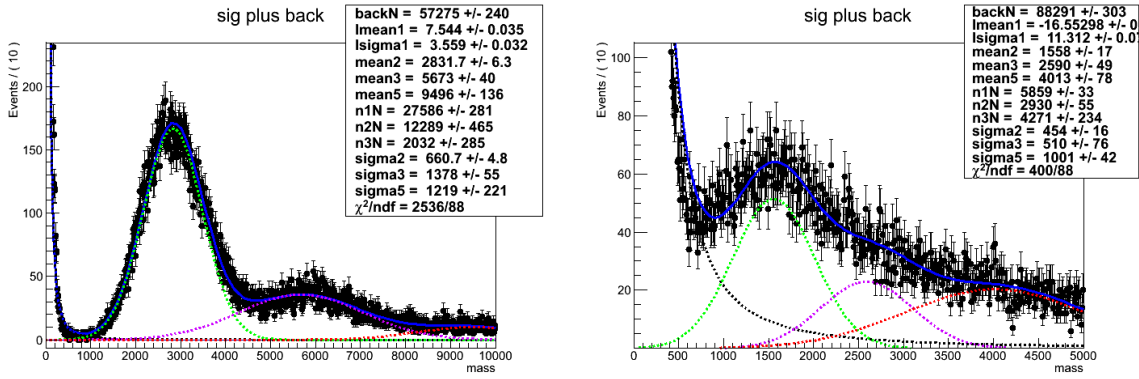 sig plus back
backN = 57275 +/- 240
lmean1 = 7.544 +/- 0.035
lsigma1 = 3.559 +/- 0.032
mean2 = 2831.7 +/- 6.3
mean3 = 5673 +/- 40
mean5 = 9496 +/- 136
n1N = 27586 +/- 281
n2N = 12289 +/- 465
n3N = 2032 +/- 285
sigma2 = 660.7 +/- 4.8
sigma3 = 1378 +/- 55
sigma5 = 1219 +/- 221
χ²/ndf = 2536/88
Events / ( 10 )
200
150
100
50
0
0 1000 2000 3000 4000 5000 6000 7000 8000 9000 10000
mass
sig plus back
backN = 88291 +/- 303
lmean1 = -16.55298 +/- 0
lsigma1 = 11.312 +/- 0.0
mean2 = 1558 +/- 17
mean3 = 2590 +/- 49
mean5 = 4013 +/- 78
n1N = 5859 +/- 33
n2N = 2930 +/- 55
n3N = 4271 +/- 234
sigma2 = 454 +/- 16
sigma3 = 510 +/- 76
sigma5 = 1001 +/- 42
χ²/ndf = 400/88
Events / ( 10 )
100
80
60
40
20
0 500 1000 1500 2000 2500 3000 3500 4000 4500 5000
mass